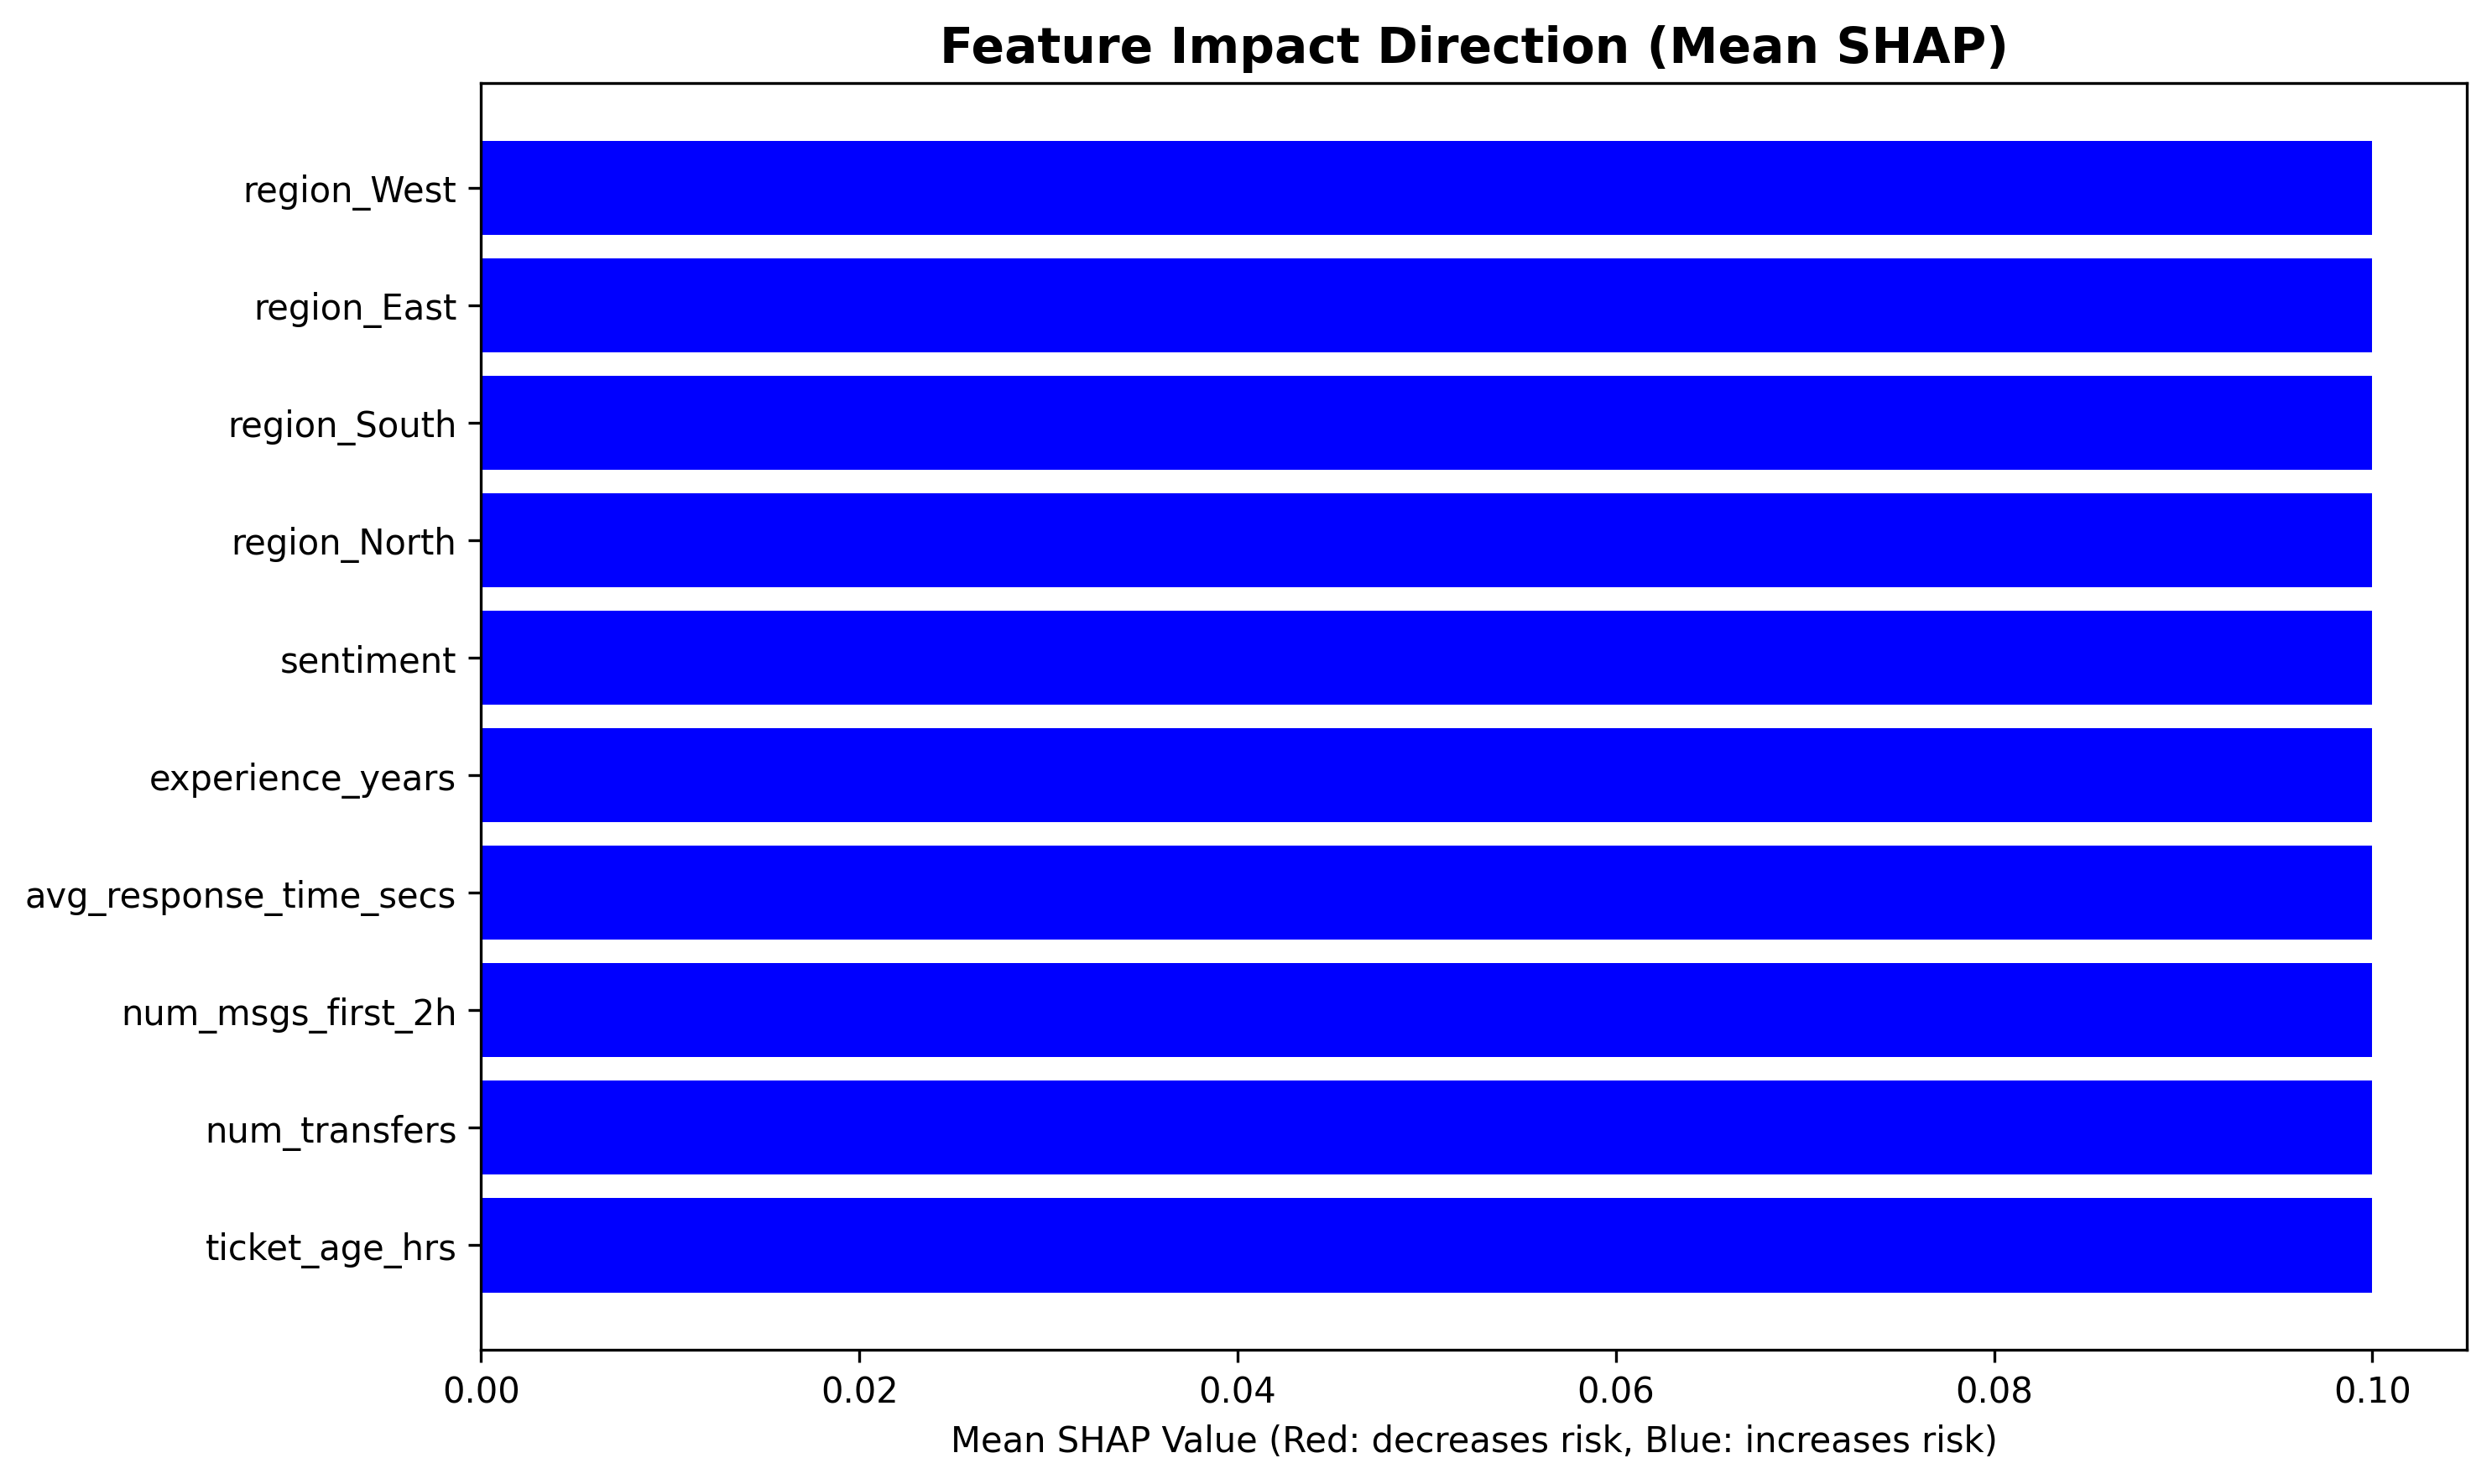 Feature Impact Direction (Mean SHAP)
region_West
region_East
region_South
region_North
sentiment
experience_years
avg_response_time_secs
num_msgs_first_2h
num_transfers
ticket_age_hrs
0.00 0.02 0.04 0.06 0.08 0.10
Mean SHAP Value (Red: decreases risk, Blue: increases risk)